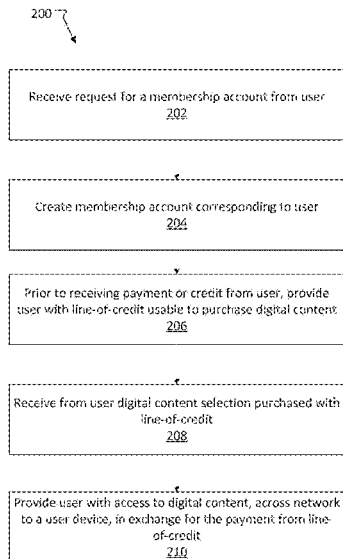 200
Receive request for a membership account from user
202
Create membership account corresponding to user
204
Prior to receiving payment or credit from user, provide
user with line-of-credit usable to purchase digital content
206
Receive from user digital content selection purchased with
line-of-credit
208
Provide user with access to digital content, across network
to a user device, in exchange for the payment from line-
of-credit
210